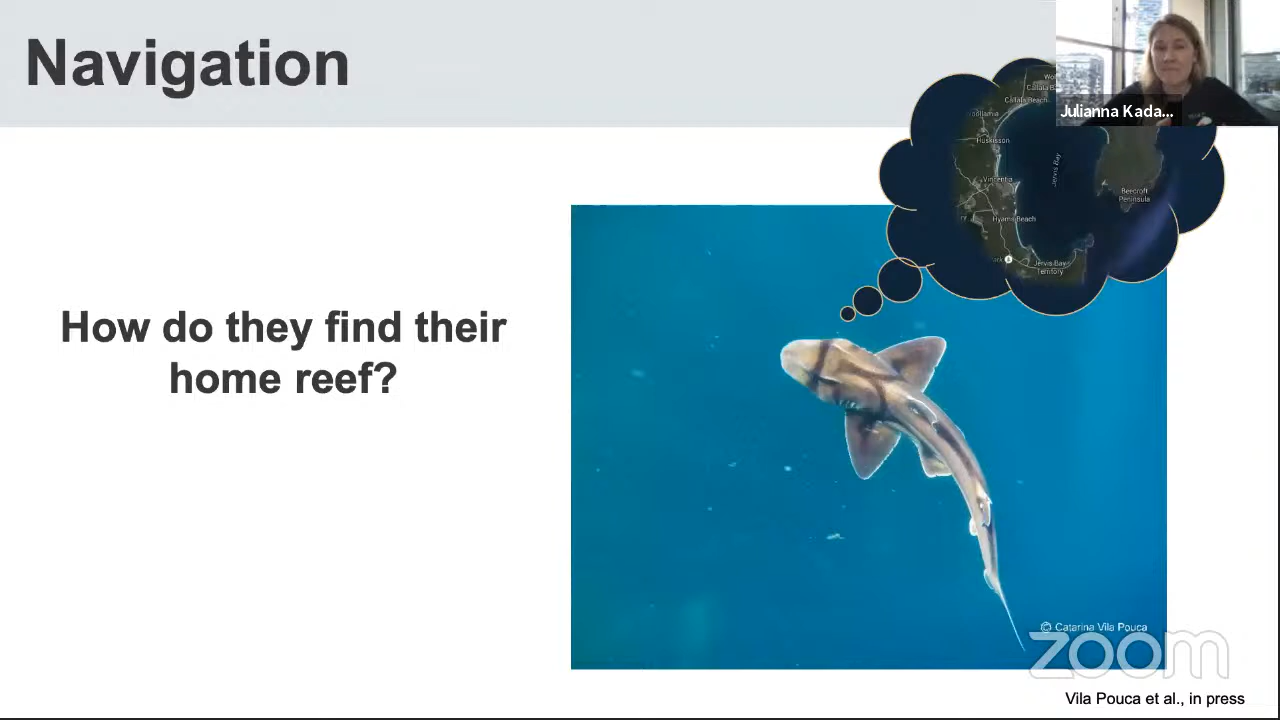 Navigation
Julianna Kada...
Callala Beach
Huskisson
Jervis Bay
Vincentia
Beecroft
Peninsula
Hyams Beach
Jervis Bay
Territory
How do they find their
home reef?
© Catarina Vila Pouca
zoom
Vila Pouca et al., in press